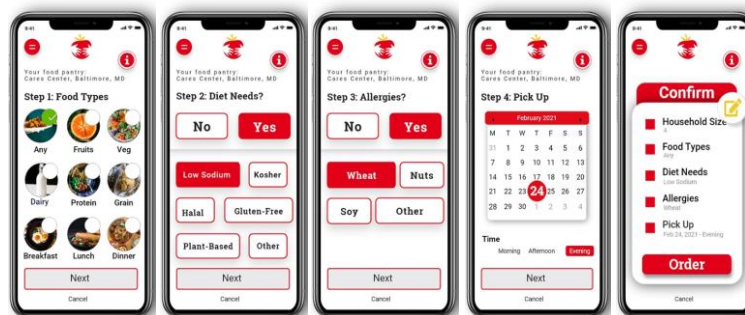 9:41
Your food pantry:
Cares Center, Baltimore, MD
Step 1: Food Types
Any Fruits Veg
Dairy Protein Grain
Breakfast Lunch Dinner
Next
Cancel
9:41
Your food pantry:
Cares Center, Baltimore, MD
Step 2: Diet Needs?
No Yes
Low Sodium Kosher
Halal Gluten-Free
Plant-Based Other
Next
Cancel
9:41
Your food pantry:
Cares Center, Baltimore, MD
Step 3: Allergies?
No Yes
Wheat Nuts
Soy Other
Next
Cancel
9:41
Your food pantry:
Cares Center, Baltimore, MD
Step 4: Pick Up
February 2021
M T W T F S S
31 1 2 3 4 5 6
7 8 9 10 11 12 13
14 15 16 17 18 19 20
21 22 23 24 25 26 27
28 29 30 1 2 3 4
Time
Morning Afternoon Evening
Next
Cancel
9:41
Confirm
Household Size
4
Food Types
Any
Diet Needs
Low Sodium
Allergies
Wheat
Pick Up
Feb 24, 2021 - Evening
Order
Cancel